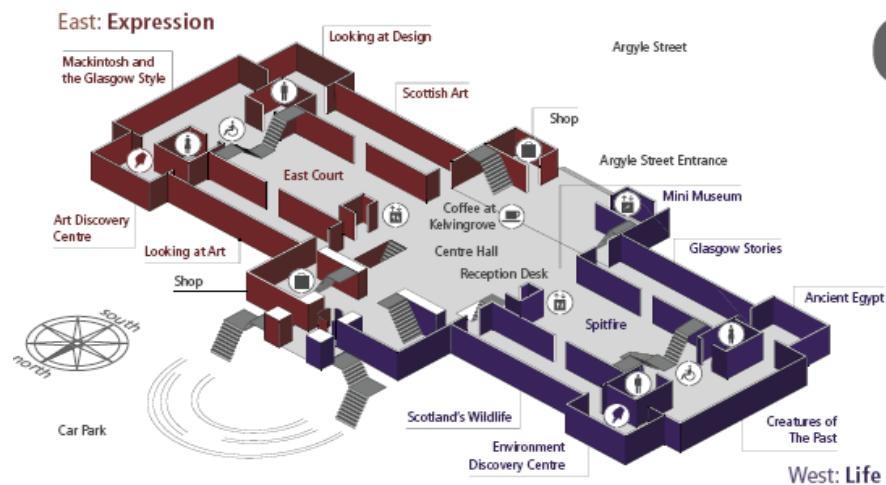 East: Expression
Looking at Design
Argyle Street
Mackintosh and
the Glasgow Style
Scottish Art
Shop
Argyle Street Entrance
East Court
Mini Museum
Coffee at
Kelvingrove
Art Discovery
Centre
Looking at Art
Centre Hall
Glasgow Stories
Reception Desk
Shop
Ancient Egypt
Spitfire
south
north
Car Park
Scotland's Wildlife
Creatures of
The Past
Environment
Discovery Centre
West: Life